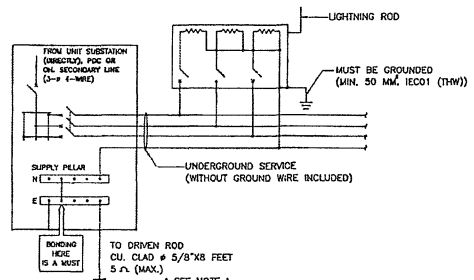 LIGHTNING ROD
FROM UNIT SUBSTATION
(DIRECTLY), PDC OR
OH. SECONDARY LINE
(3-ø 4-WIRE)
MUST BE GROUNDED
(MIN. 50 MM², IEC01 (THW))
SUPPLY PILLAR
N
UNDERGROUND SERVICE
(WITHOUT GROUND WIRE INCLUDED)
E
BONDING
HERE
IS A MUST
TO DRIVEN ROD
CU. CLAD ø 5/8"X8 FEET
5 Ω (MAX.)
SEE NOTE